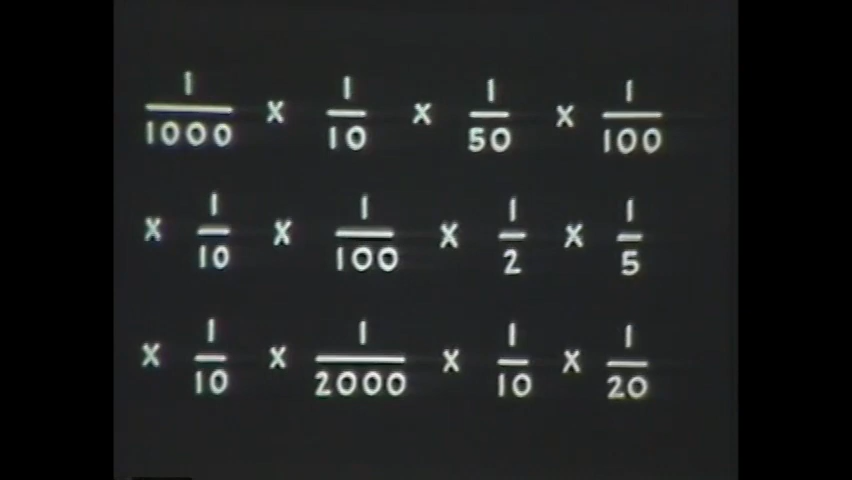 1/1000 x 1/10 x 1/50 x 1/100
x 1/10 x 1/100 x 1/2 x 1/5
x 1/10 x 1/2000 x 1/10 x 1/20